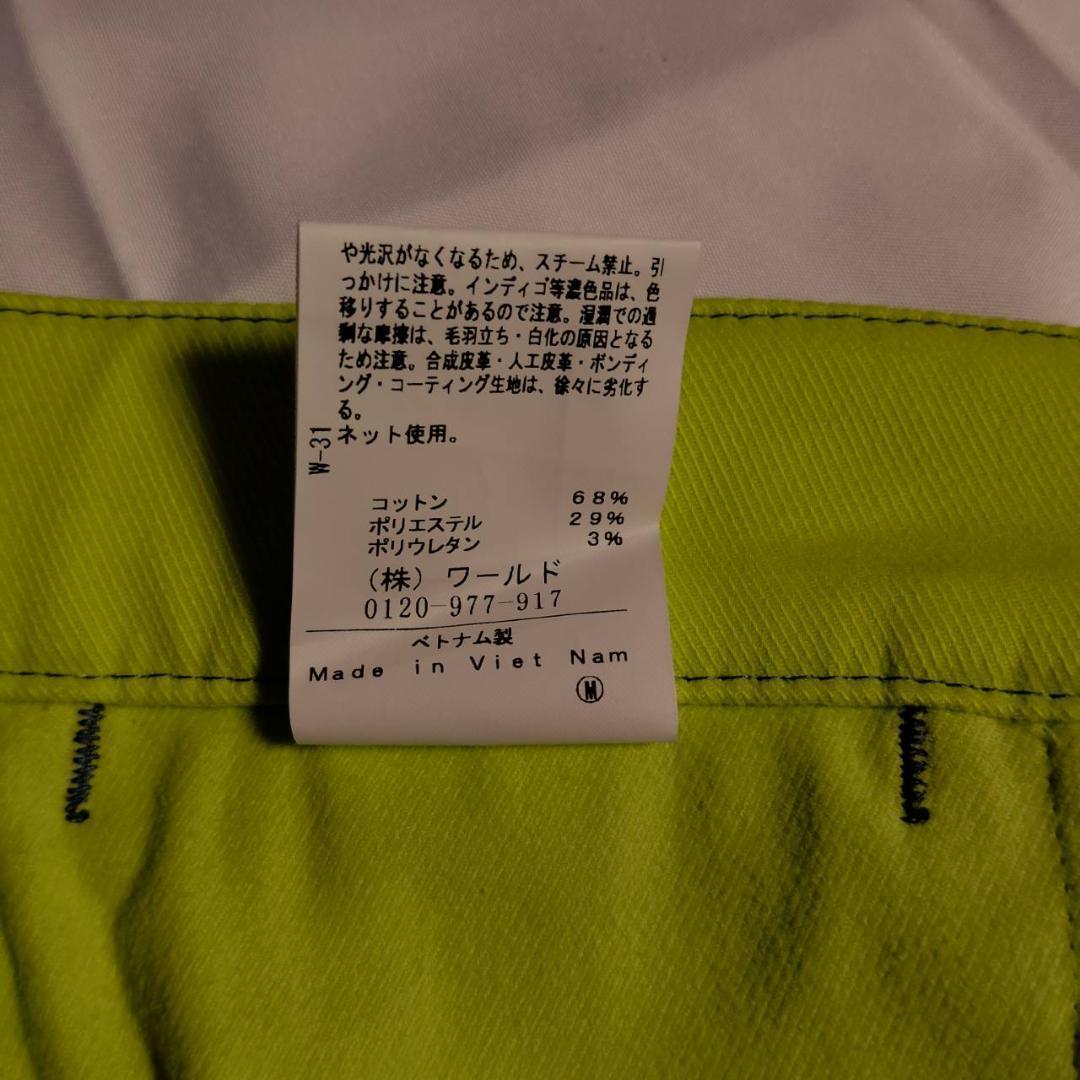 や光沢がなくなるため、スチーム禁止。引
っかけに注意。インディゴ等濃色品は、色
移りすることがあるので注意。湿潤での過
剰な摩擦は、毛羽立ち・白化の原因となる
ため注意。合成皮革・人工皮革・ボンディ
ング・コーティング生地は、徐々に劣化す
る。
ネット使用。
W-31
コットン 68%
ポリエステル 29%
ポリウレタン 3%
（株）ワールド
0120-977-917
ベトナム製
Made in Viet Nam
M